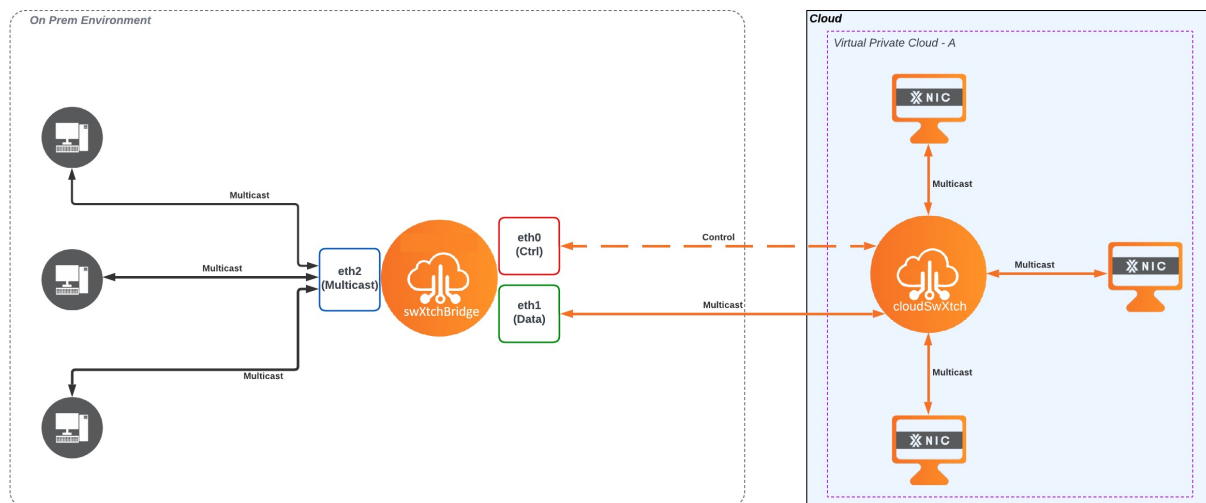 On Prem Environment
Cloud
Virtual Private Cloud - A
NIC
Multicast
Multicast
eth0
(Ctrl)
Control
Multicast
eth2
(Multicast)
swXtchBridge
cloudSwXtch
Multicast
NIC
eth1
(Data)
Multicast
Multicast
Multicast
NIC